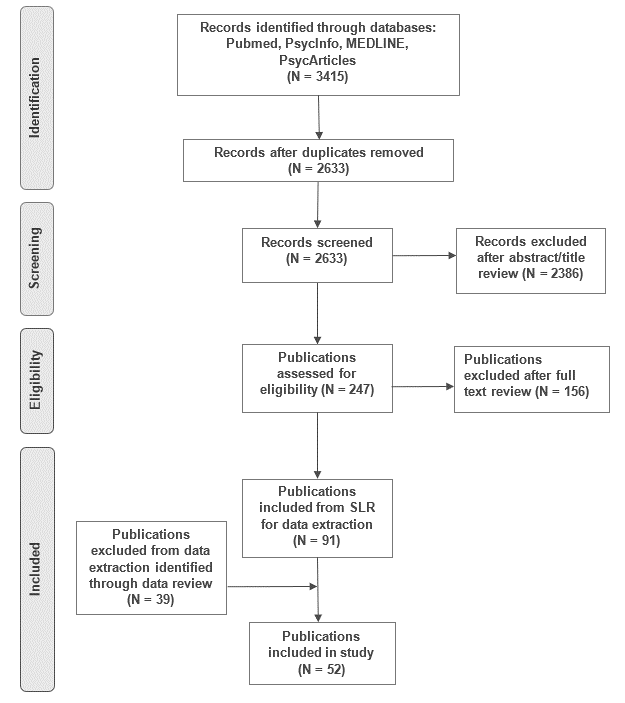 Identification
Records identified through databases:
Pubmed, PsycInfo, MEDLINE,
PsycArticles
(N = 3415)
Records after duplicates removed
(N = 2633)
Screening
Records screened
(N = 2633)
Records excluded
after abstract/title
review (N = 2386)
Eligibility
Publications
assessed for
eligibility (N = 247)
Publications
excluded after full
text review (N = 156)
Included
Publications
included from SLR
for data extraction
(N = 91)
Publications
excluded from data
extraction identified
through data review
(N = 39)
Publications
included in study
(N = 52)